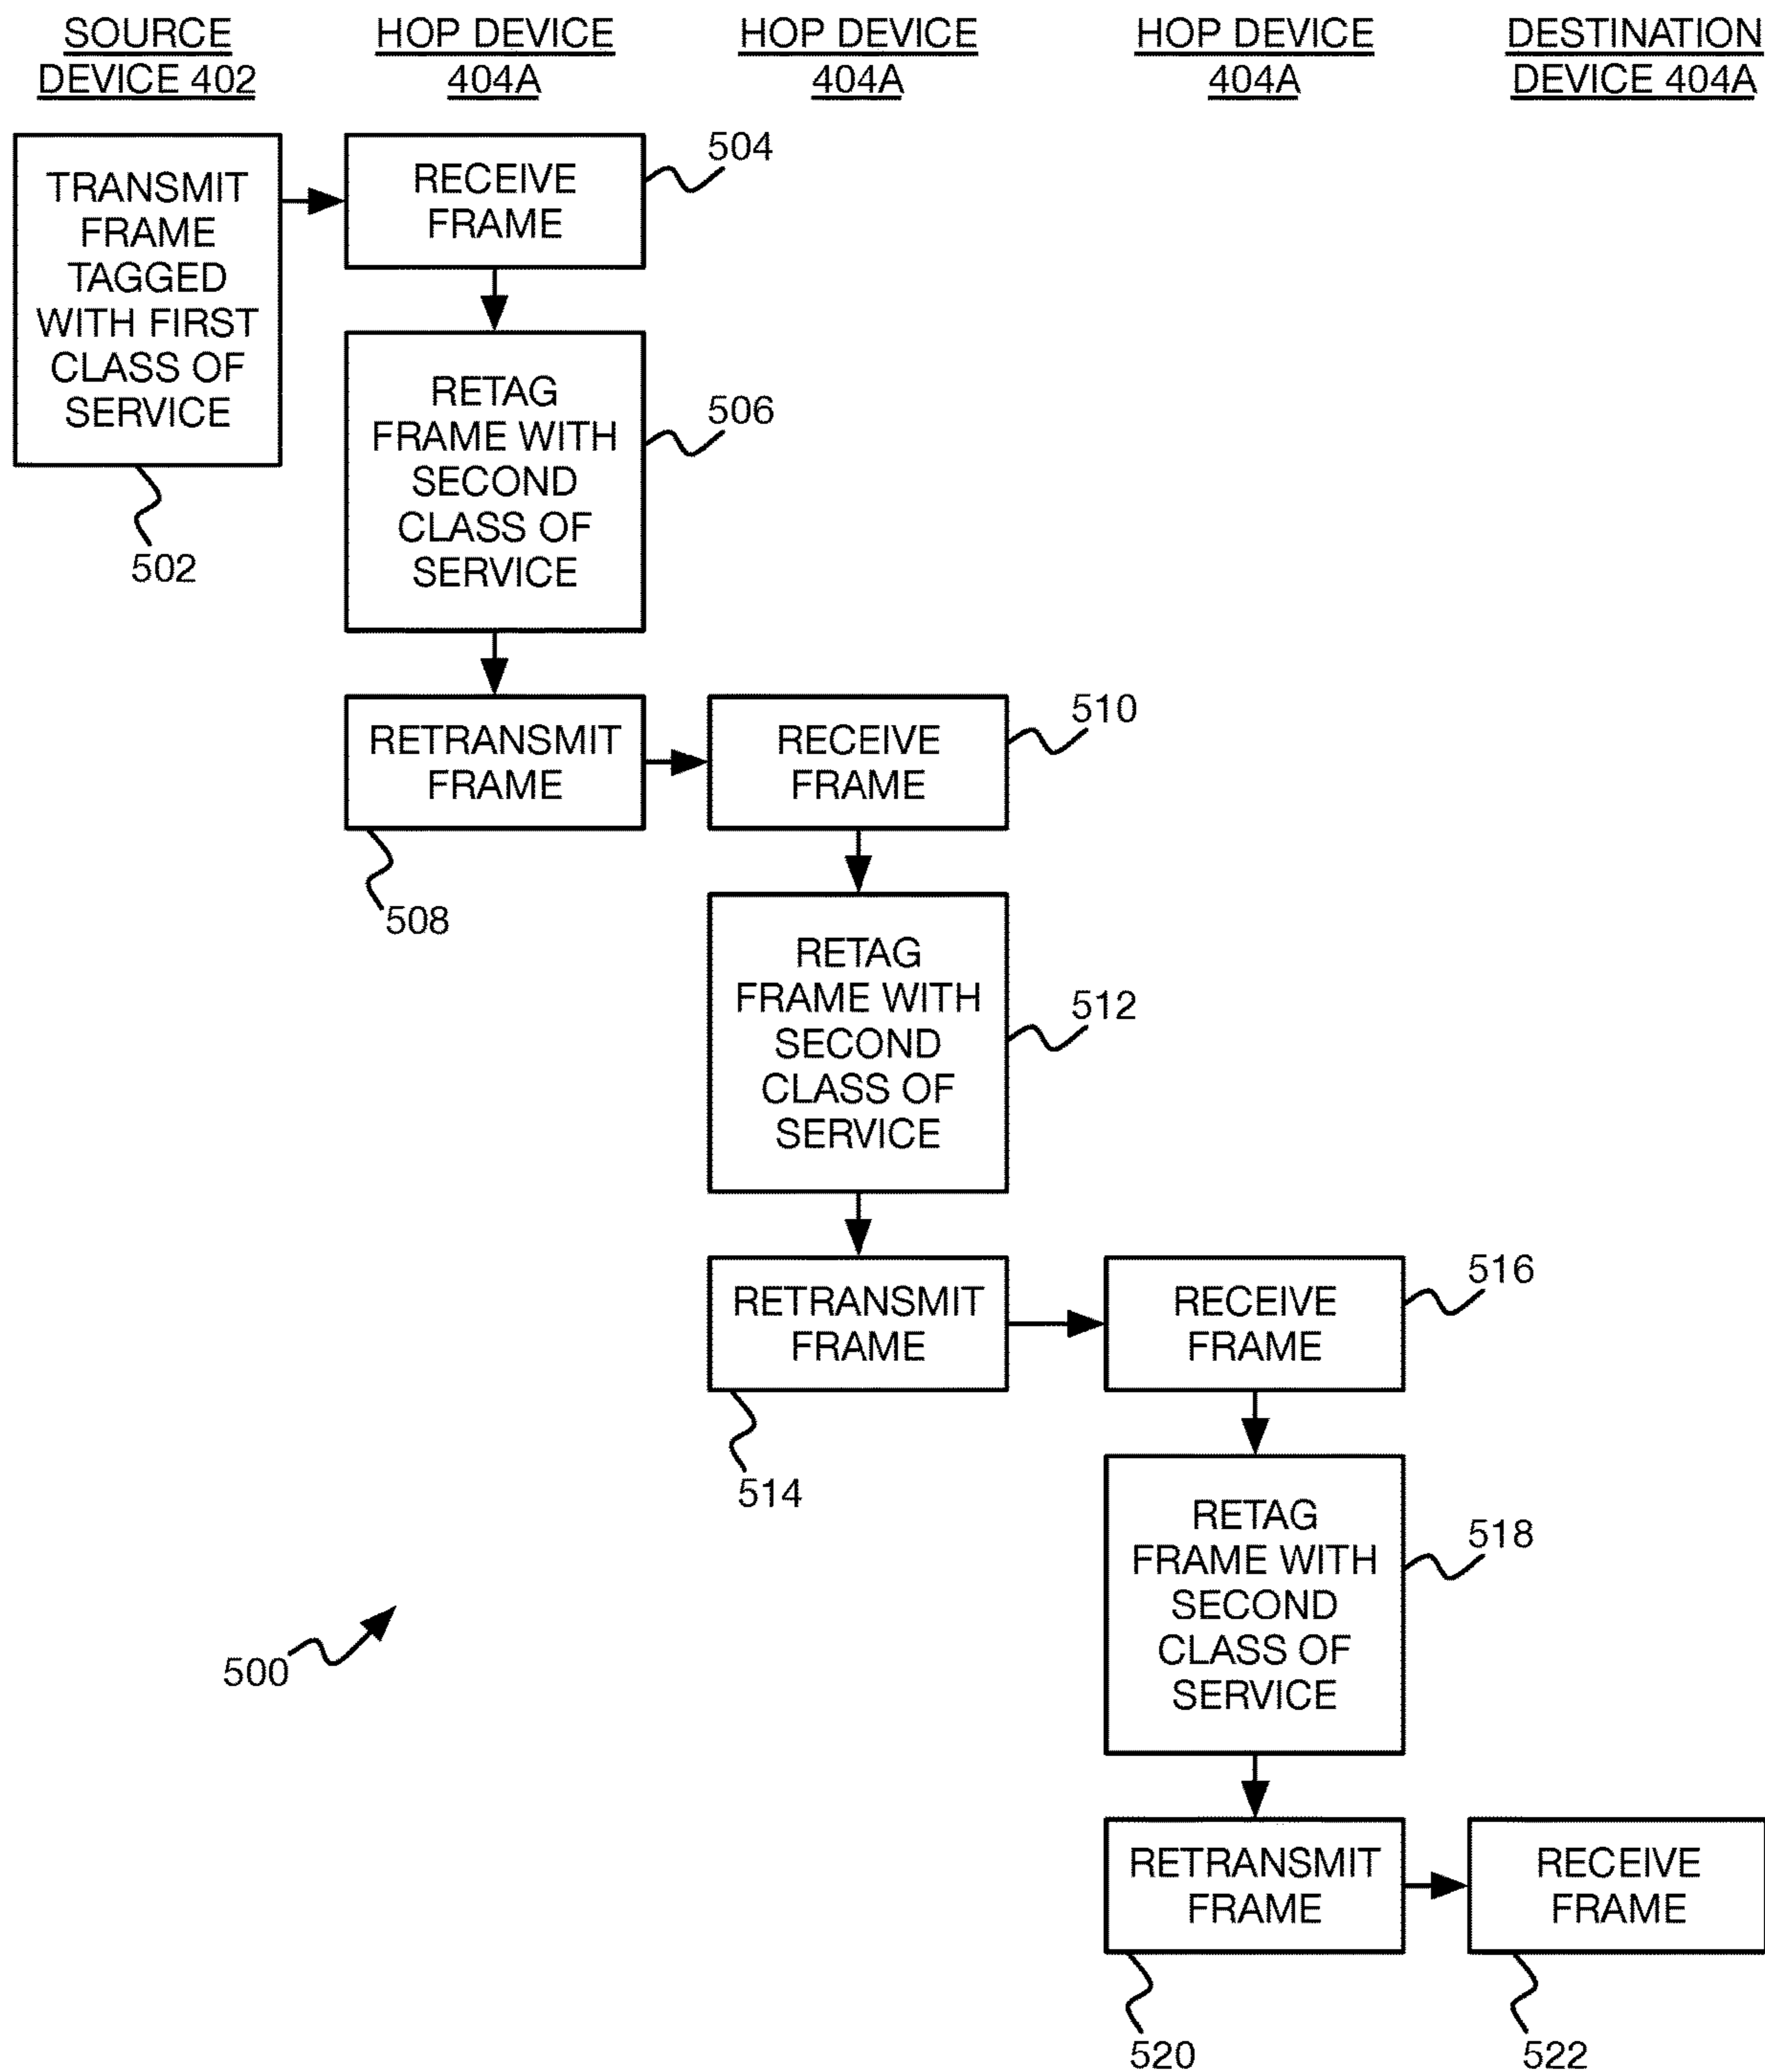 SOURCE
DEVICE 402
HOP DEVICE
404A
HOP DEVICE
404A
HOP DEVICE
404A
DESTINATION
DEVICE 404A
TRANSMIT
FRAME
TAGGED
WITH FIRST
CLASS OF
SERVICE
502
RECEIVE
FRAME
504
RETAG
FRAME WITH
SECOND
CLASS OF
SERVICE
506
RETRANSMIT
FRAME
508
RECEIVE
FRAME
510
RETAG
FRAME WITH
SECOND
CLASS OF
SERVICE
512
RETRANSMIT
FRAME
514
RECEIVE
FRAME
516
RETAG
FRAME WITH
SECOND
CLASS OF
SERVICE
518
500
RETRANSMIT
FRAME
520
RECEIVE
FRAME
522